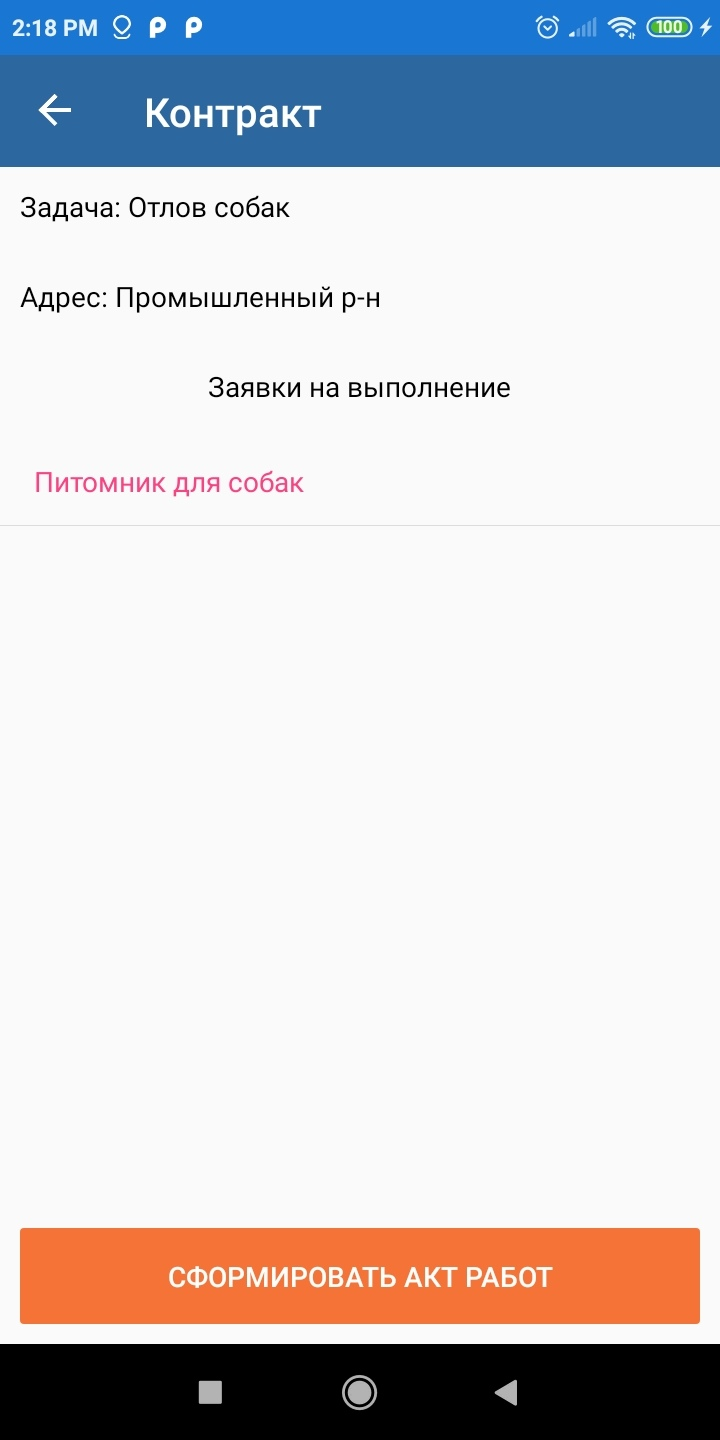 2:18 PM
100
Контракт
Задача: Отлов собак
Адрес: Промышленный р-н
Заявки на выполнение
Питомник для собак
СФОРМИРОВАТЬ АКТ РАБОТ